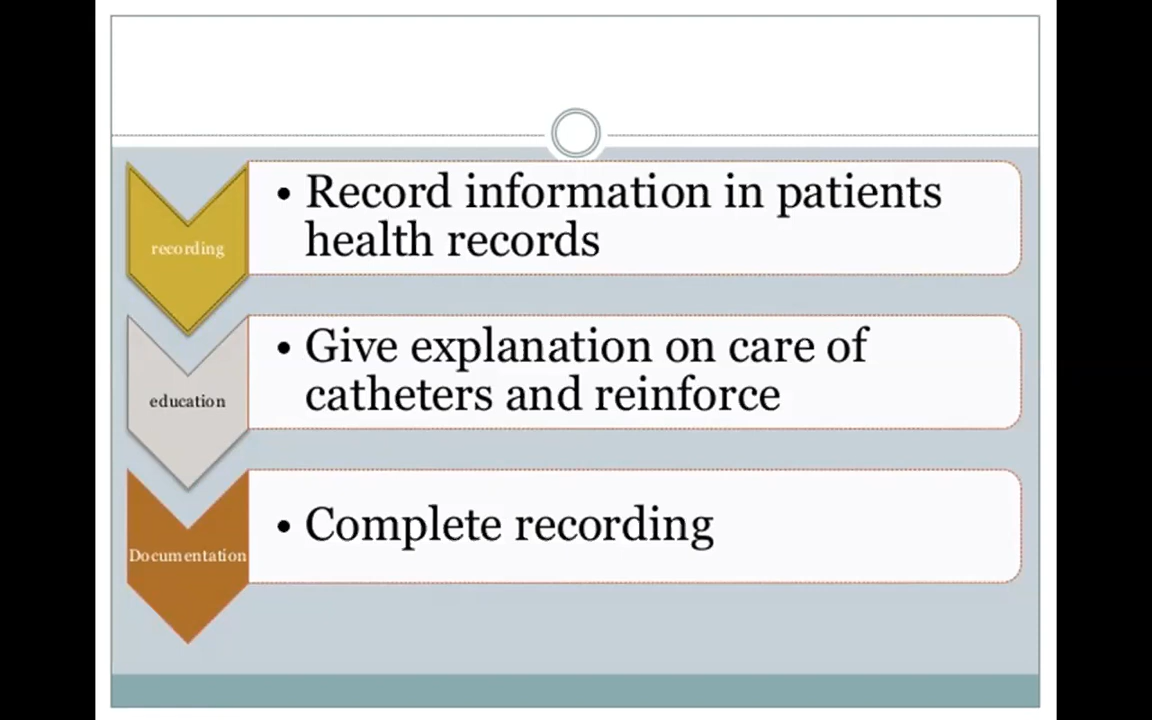 recording
• Record information in patients
health records
education
• Give explanation on care of
catheters and reinforce
Documentation
• Complete recording